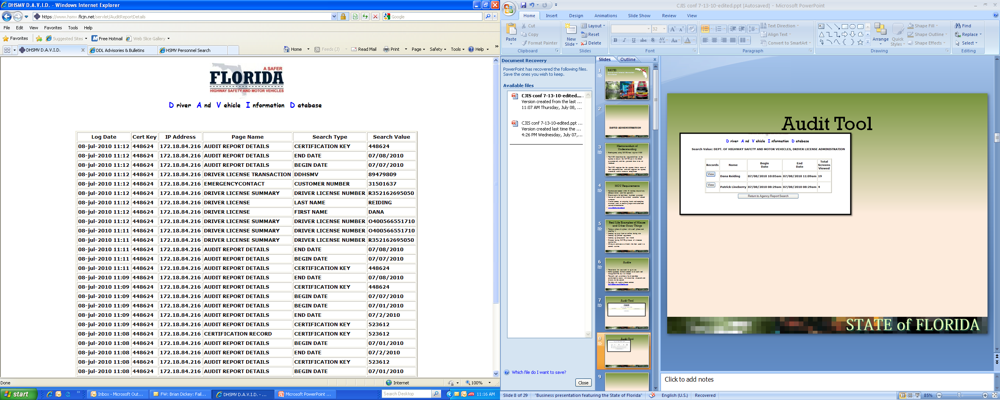 DHSMV D.A.V.I.D. - Windows Internet Explorer
https://www.hsmv.flcjn.net/servlet/AuditReportDetails
Google
File Edit View Favorites Tools Help
Favorites Suggested Sites Free Hotmail Web Slice Gallery
DHSMV D.A.V.I.D. DDL Advisories & Bulletins HSMV Personnel Search Home Feeds (J) Read Mail Print Page Safety Tools Help
A SAFER
FLORIDA
HIGHWAY SAFETY AND MOTOR VEHICLES
D river A nd V ehicle I nformation D atabase
Log Date Cert Key IP Address Page Name Search Type Search Value
08-jul-2010 11:12 448624 172.18.84.216 AUDIT REPORT DETAILS CERTIFICATION KEY 448624
08-jul-2010 11:12 448624 172.18.84.216 AUDIT REPORT DETAILS END DATE 07/08/2010
08-jul-2010 11:12 448624 172.18.84.216 AUDIT REPORT DETAILS BEGIN DATE 07/07/2010
08-jul-2010 11:12 448624 172.18.84.216 DRIVER LICENSE TRANSACTION DDHSMV 89479809
08-jul-2010 11:12 448624 172.18.84.216 EMERGENCYCONTACT CUSTOMER NUMBER 31501637
08-jul-2010 11:12 448624 172.18.84.216 DRIVER LICENSE SUMMARY DRIVER LICENSE NUMBER R352162695050
08-jul-2010 11:12 448624 172.18.84.216 DRIVER LICENSE LAST NAME REIDING
08-jul-2010 11:12 448624 172.18.84.216 DRIVER LICENSE FIRST NAME DANA
08-jul-2010 11:12 448624 172.18.84.216 DRIVER LICENSE SUMMARY DRIVER LICENSE NUMBER O400566551710
08-jul-2010 11:11 448624 172.18.84.216 DRIVER LICENSE SUMMARY DRIVER LICENSE NUMBER O400566551710
08-jul-2010 11:11 448624 172.18.84.216 DRIVER LICENSE SUMMARY DRIVER LICENSE NUMBER R352162695050
08-jul-2010 11:11 448624 172.18.84.216 AUDIT REPORT DETAILS END DATE 07/08/2010
08-jul-2010 11:11 448624 172.18.84.216 AUDIT REPORT DETAILS BEGIN DATE 07/07/2010
08-jul-2010 11:11 448624 172.18.84.216 AUDIT REPORT DETAILS CERTIFICATION KEY 448624
08-jul-2010 11:09 448624 172.18.84.216 AUDIT REPORT DETAILS END DATE 07/08/2010
08-jul-2010 11:09 448624 172.18.84.216 AUDIT REPORT DETAILS CERTIFICATION KEY 448624
08-jul-2010 11:09 448624 172.18.84.216 AUDIT REPORT DETAILS BEGIN DATE 07/07/2010
08-jul-2010 11:09 448624 172.18.84.216 AUDIT REPORT DETAILS BEGIN DATE 07/01/2010
08-jul-2010 11:09 448624 172.18.84.216 AUDIT REPORT DETAILS END DATE 07/2/2010
08-jul-2010 11:09 448624 172.18.84.216 AUDIT REPORT DETAILS CERTIFICATION KEY 523612
08-jul-2010 11:08 448624 172.18.84.216 CERTIFICATION RECORD CERTIFICATION KEY 523612
08-jul-2010 11:08 448624 172.18.84.216 AUDIT REPORT DETAILS BEGIN DATE 07/01/2010
08-jul-2010 11:08 448624 172.18.84.216 AUDIT REPORT DETAILS END DATE 07/2/2010
08-jul-2010 11:08 448624 172.18.84.216 AUDIT REPORT DETAILS CERTIFICATION KEY 523612
08-jul-2010 11:08 448624 172.18.84.216 AUDIT REPORT DETAILS BEGIN DATE 07/01/2010
Done Internet 100%
start Inbox - Microsoft Out... FW: Brian Dickey: Fail... DHSMV D.A.V.I.D. - ... Microsoft PowerPoint ... Search Desktop 11:16 AM
CJIS conf 7-13-10-edited.ppt [Autosaved] - Microsoft PowerPoint
Home Insert Design Animations Slide Show Review View
Paste Cut Copy Format Painter Clipboard
New Slide Layout Reset Delete Slides
32 Font
Text Direction Align Text Convert to SmartArt Paragraph
Arrange Quick Styles Shape Fill Shape Outline Shape Effects Drawing
Find Replace Select Editing
Document Recovery
PowerPoint has recovered the following files.
Save the ones you wish to keep.
Available files
CJIS conf 7-13-10-edited....
Version created from the last ...
11:07 AM Thursday, July 08, ...
CJIS conf 7-13-10-edited.ppt ...
Version created last time the ...
4:26 PM Wednesday, July 07,...
Which file do I want to save?
Close
Slides Outline
1
DAVID
2
DAVID ADMINISTRATION
3
Memorandum of
Understanding
4
MOU Requirements
5
Real Life Examples of Misuse
and Other Scary Things
6
Audits
7
Audit Tool
8
Audit Tool
9
Audit Tool
D river A nd V ehicle I nformation D atabase
Search Value: DEPT. OF HIGHWAY SAFETY AND MOTOR VEHICLES, DRIVER LICENSE ADMINISTRATION
Records Name Begin Date End Date Total Screens Viewed
View Dana Reiding 07/08/2010 10:05am 07/08/2010 11:09am 19
View Patrick Lineberry 07/08/2010 08:29am 07/08/2010 08:29am 4
Return to Agency Report Search
STATE of FLORIDA
Click to add notes
Slide 8 of 29 "Business presentation featuring the State of Florida" English (U.S.) Recovered 85%